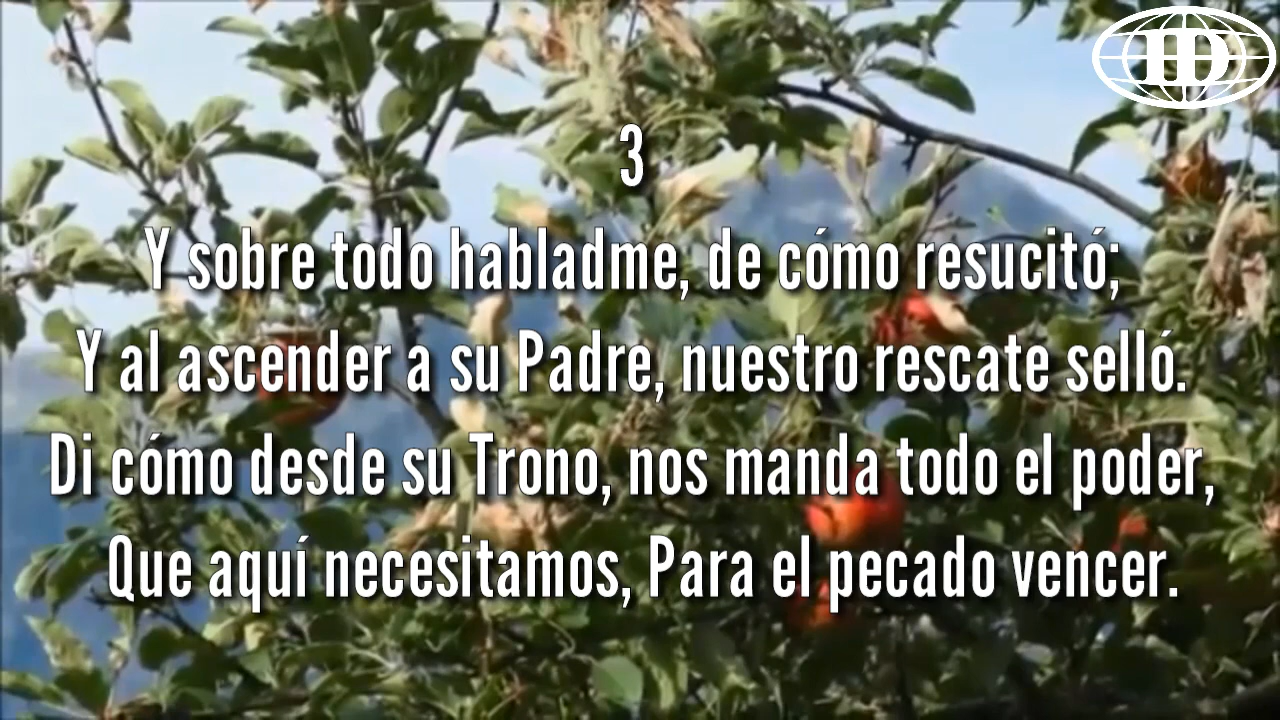 3
Y sobre todo habladme, de cómo resucitó;
Y al ascender a su Padre, nuestro rescate selló.
Di cómo desde su Trono, nos manda todo el poder,
Que aquí necesitamos, Para el pecado vencer.